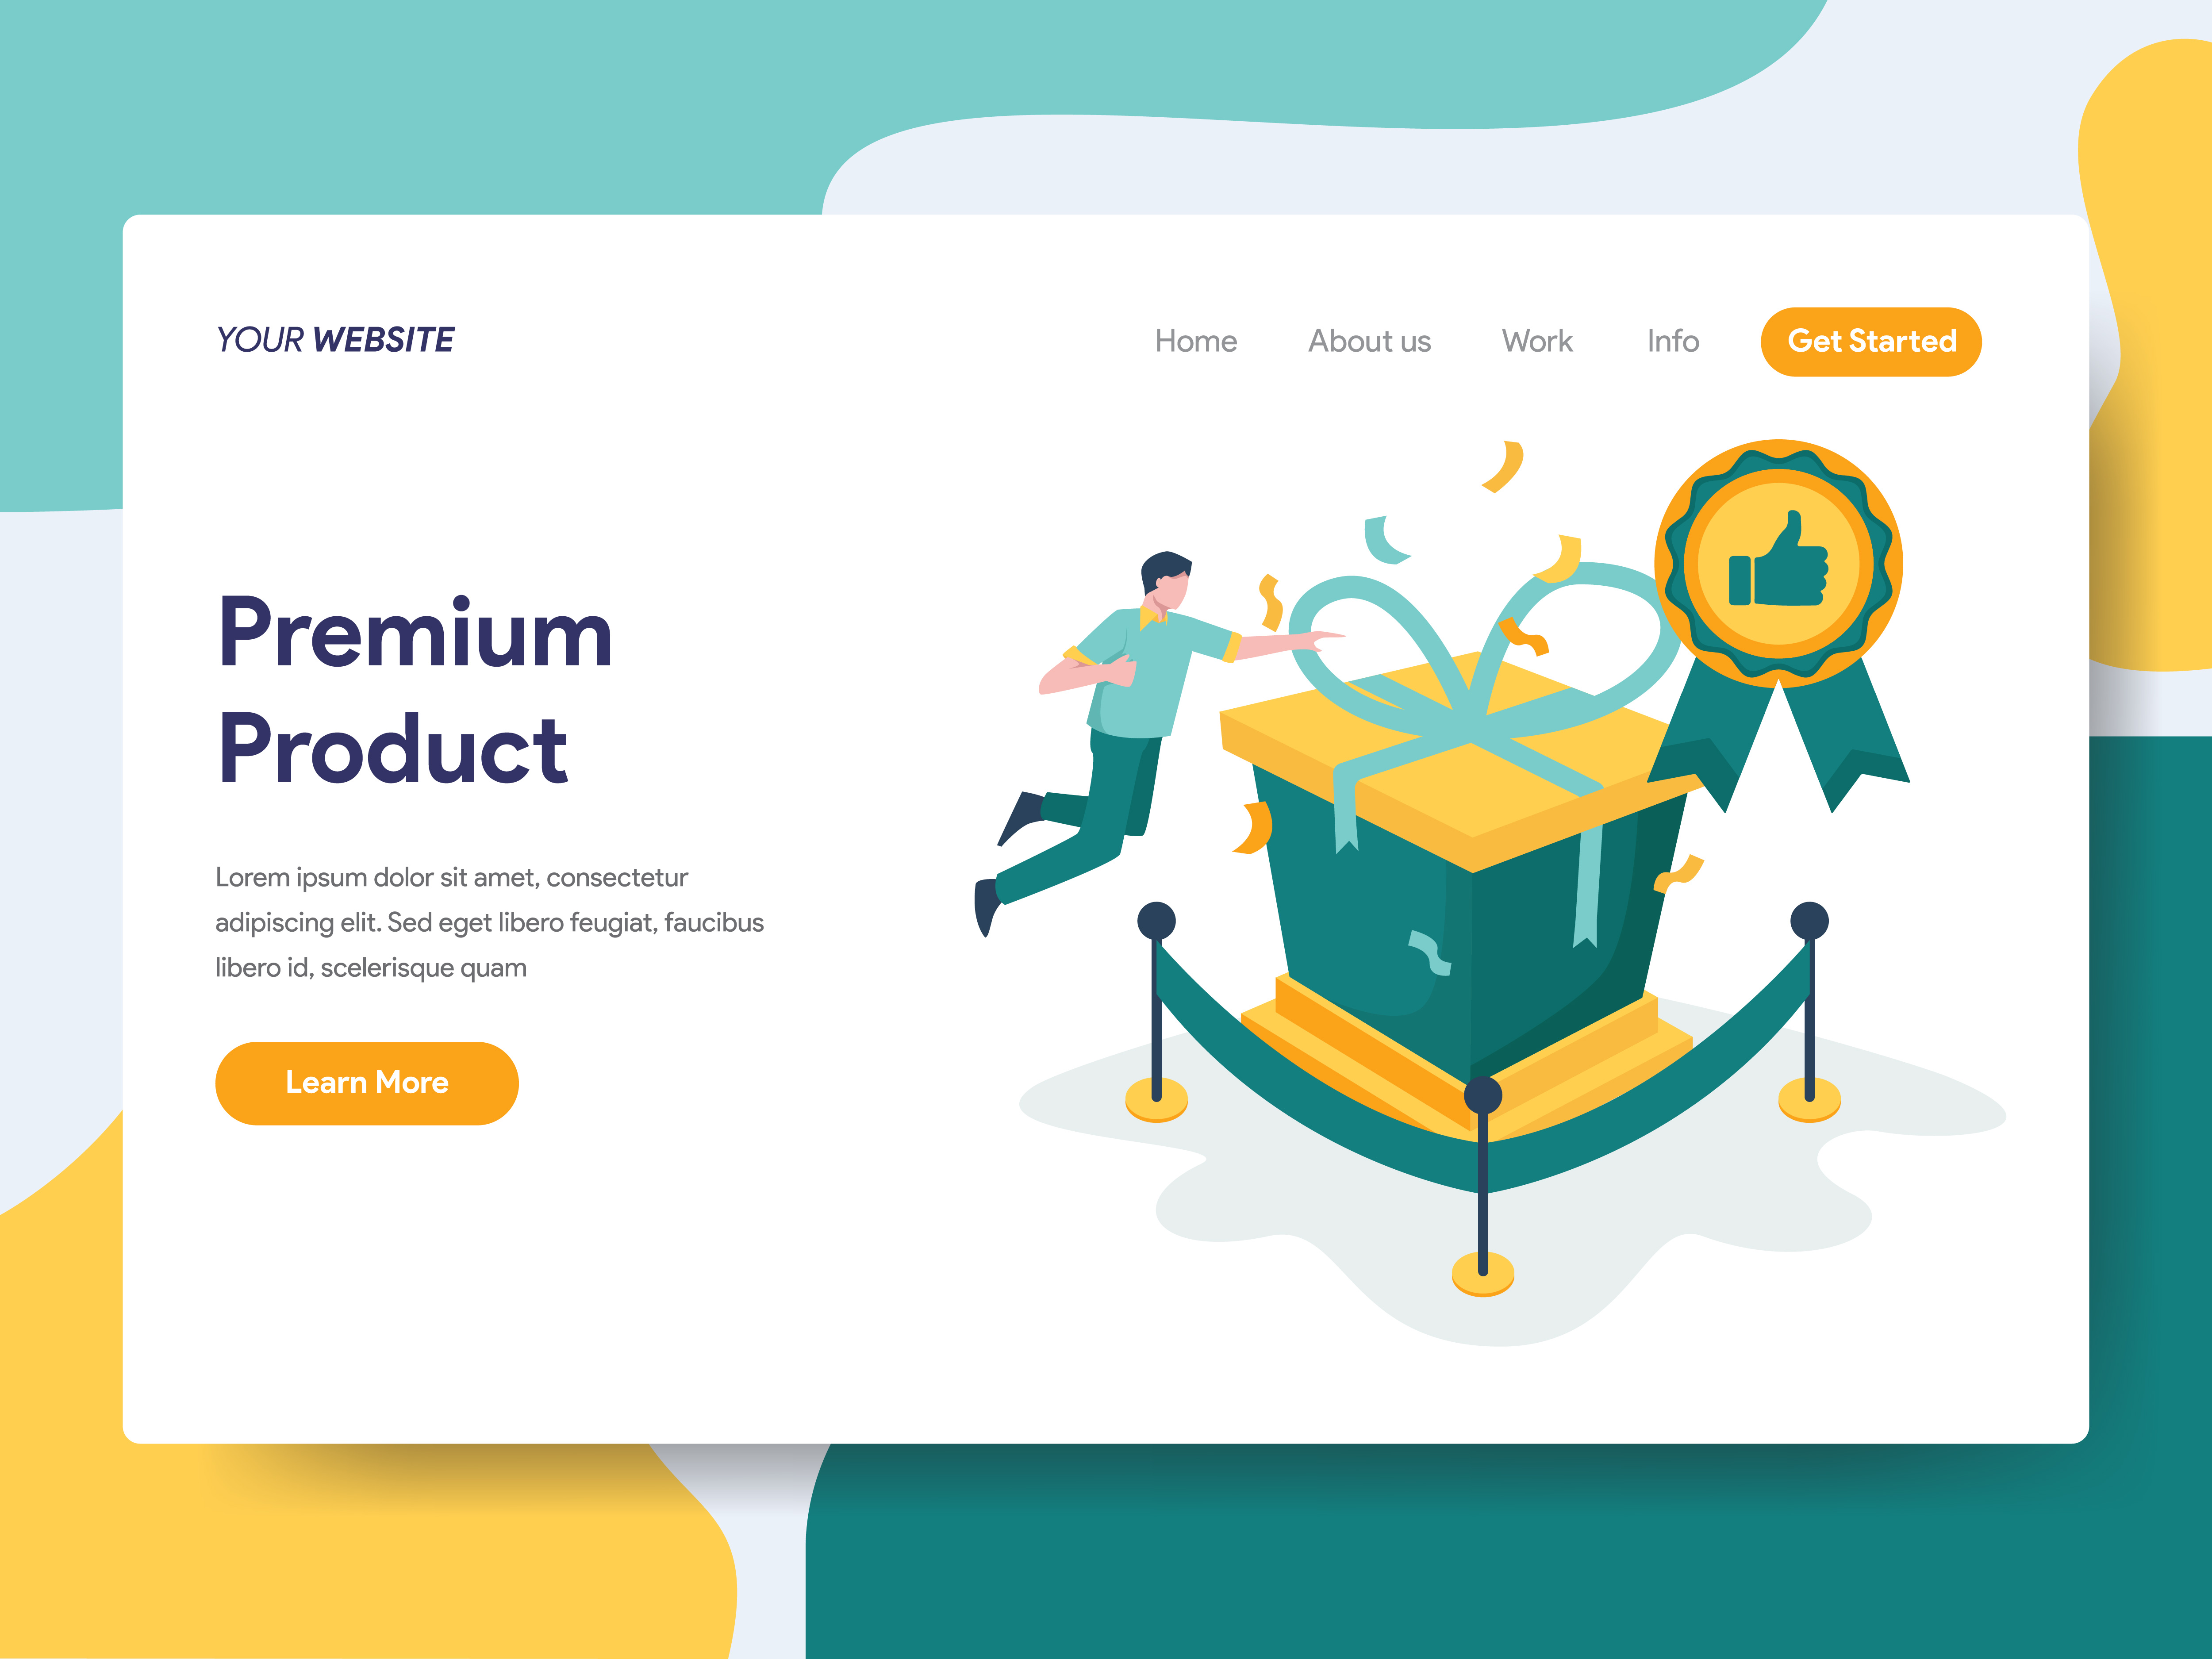 YOUR WEBSITE
Home About us Work Info Get Started
Premium
Product
Lorem ipsum dolor sit amet, consectetur
adipiscing elit. Sed eget libero feugiat, faucibus
libero id, scelerisque quam
Learn More